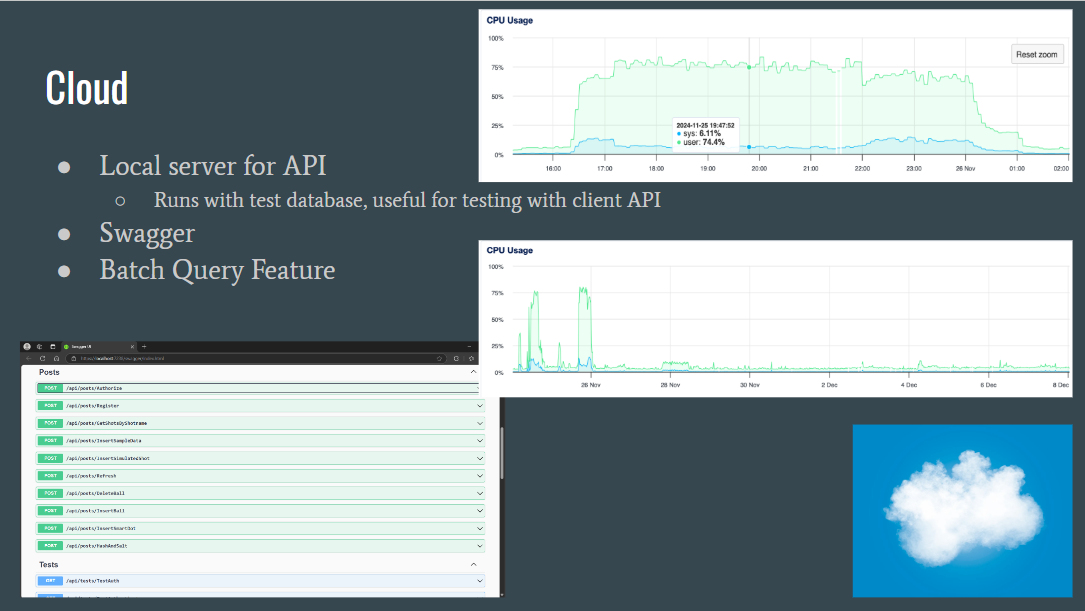 Cloud
● Local server for API
○ Runs with test database, useful for testing with client API
● Swagger
● Batch Query Feature
CPU Usage
100%
75%
50%
25%
0%
Reset zoom
2024-11-25 19:47:52
● sys: 6.11%
● user: 74.4%
16:00 17:00 18:00 19:00 20:00 21:00 22:00 23:00 26 Nov 01:00 02:00
CPU Usage
100%
75%
50%
25%
0%
26 Nov 28 Nov 30 Nov 2 Dec 4 Dec 6 Dec 8 Dec
Swagger UI
Posts
POST /api/posts/Authorize
POST /api/posts/Register
POST /api/posts/GetShotsByShotname
POST /api/posts/InsertSampleData
POST /api/posts/InsertSimulatedShot
POST /api/posts/Refresh
POST /api/posts/DeleteBall
POST /api/posts/InsertBall
POST /api/posts/InsertSmartDot
POST /api/posts/HashAndSalt
Tests
GET /api/tests/TestAuth